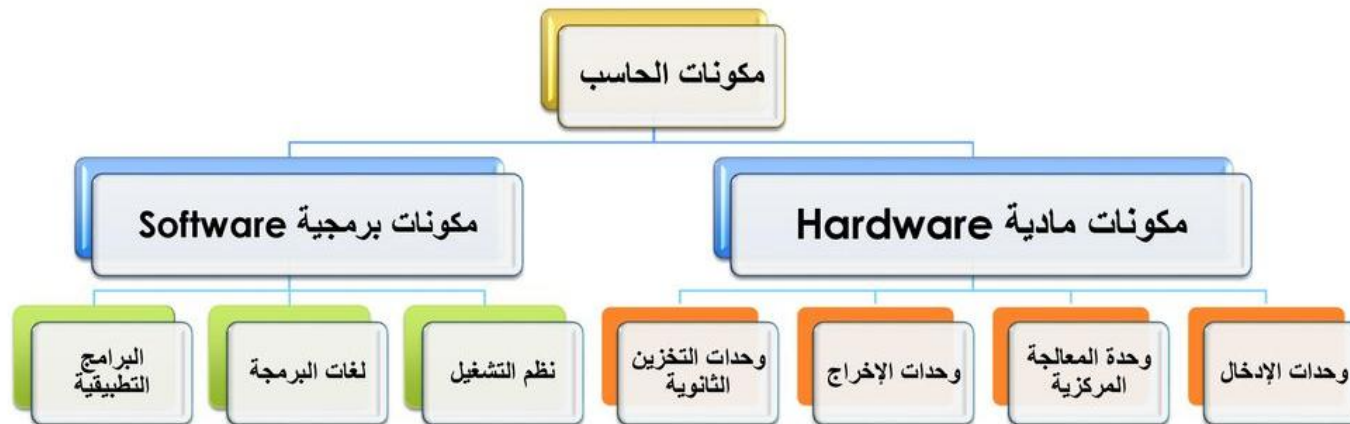 مكونات الحاسب
مكونات مادية Hardware
مكونات برمجية Software
وحدات الإدخال
وحدة المعالجة
المركزية
وحدات الإخراج
وحدات التخزين
الثانوية
نظم التشغيل
لغات البرمجة
البرامج
التطبيقية